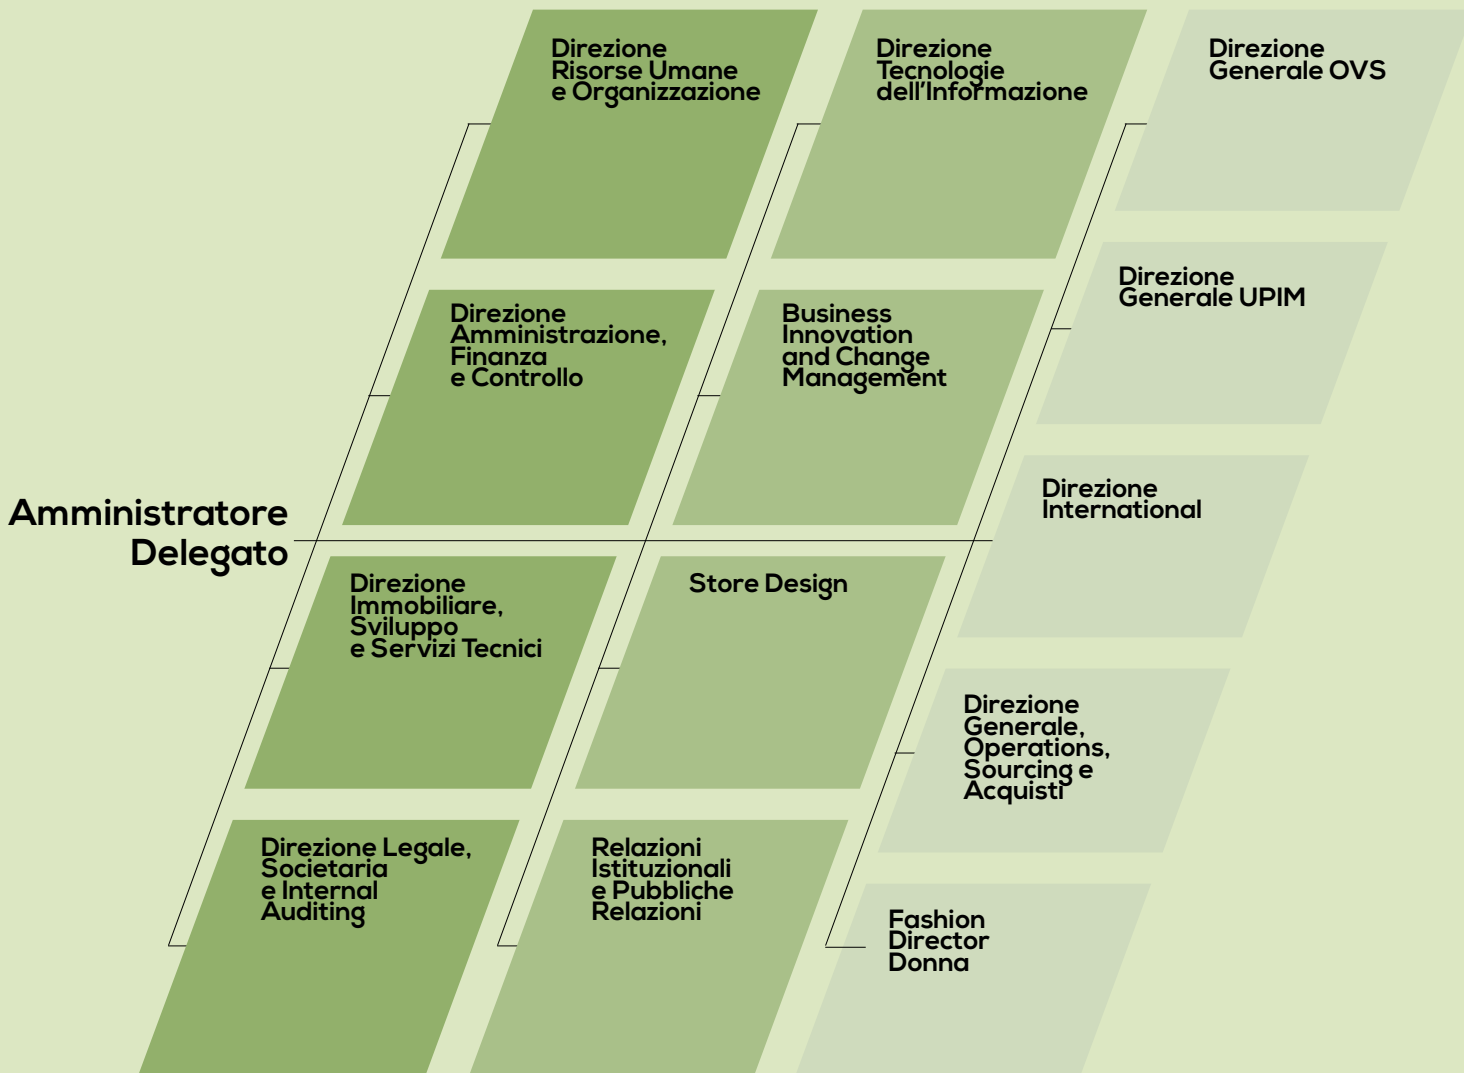 Amministratore
Delegato
Direzione
Risorse Umane
e Organizzazione
Direzione
Amministrazione,
Finanza
e Controllo
Direzione
Immobiliare,
Sviluppo
e Servizi Tecnici
Direzione Legale,
Societaria
e Internal
Auditing
Direzione
Tecnologie
dell'Informazione
Business
Innovation
and Change
Management
Store Design
Relazioni
Istituzionali
e Pubbliche
Relazioni
Direzione
Generale OVS
Direzione
Generale UPIM
Direzione
International
Direzione
Generale,
Operations,
Sourcing e
Acquisti
Fashion
Director
Donna